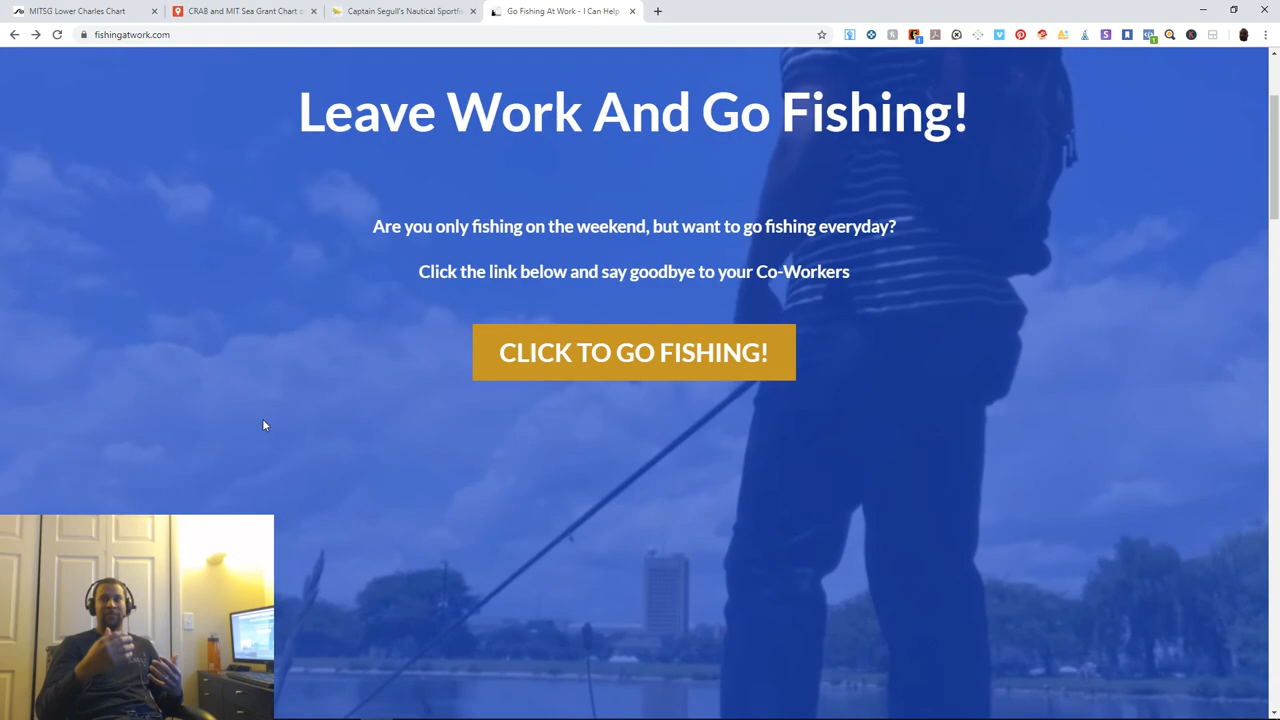 MITSG Lower Charles Chart
CRAB and MIT Sea Grant Chart o
Captain Segull's Nautical Sportfis
Go Fishing At Work - I Can Help
fishingatwork.com
Leave Work And Go Fishing!
Are you only fishing on the weekend, but want to go fishing everyday?
Click the link below and say goodbye to your Co-Workers
CLICK TO GO FISHING!